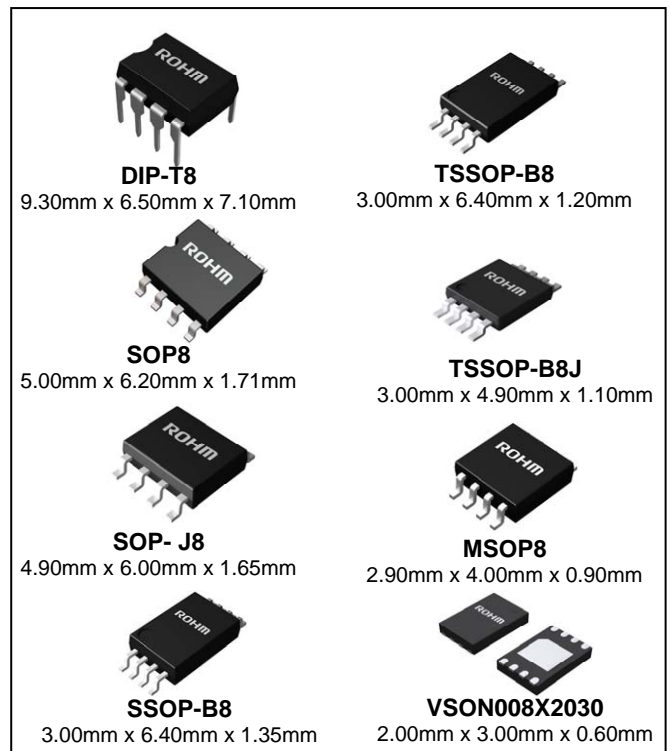 ROHM
DIP-T8
9.30mm x 6.50mm x 7.10mm
ROHM
TSSOP-B8
3.00mm x 6.40mm x 1.20mm
ROHM
SOP8
5.00mm x 6.20mm x 1.71mm
ROHM
TSSOP-B8J
3.00mm x 4.90mm x 1.10mm
ROHM
SOP- J8
4.90mm x 6.00mm x 1.65mm
ROHM
MSOP8
2.90mm x 4.00mm x 0.90mm
ROHM
SSOP-B8
3.00mm x 6.40mm x 1.35mm
ROHM
VSON008X2030
2.00mm x 3.00mm x 0.60mm